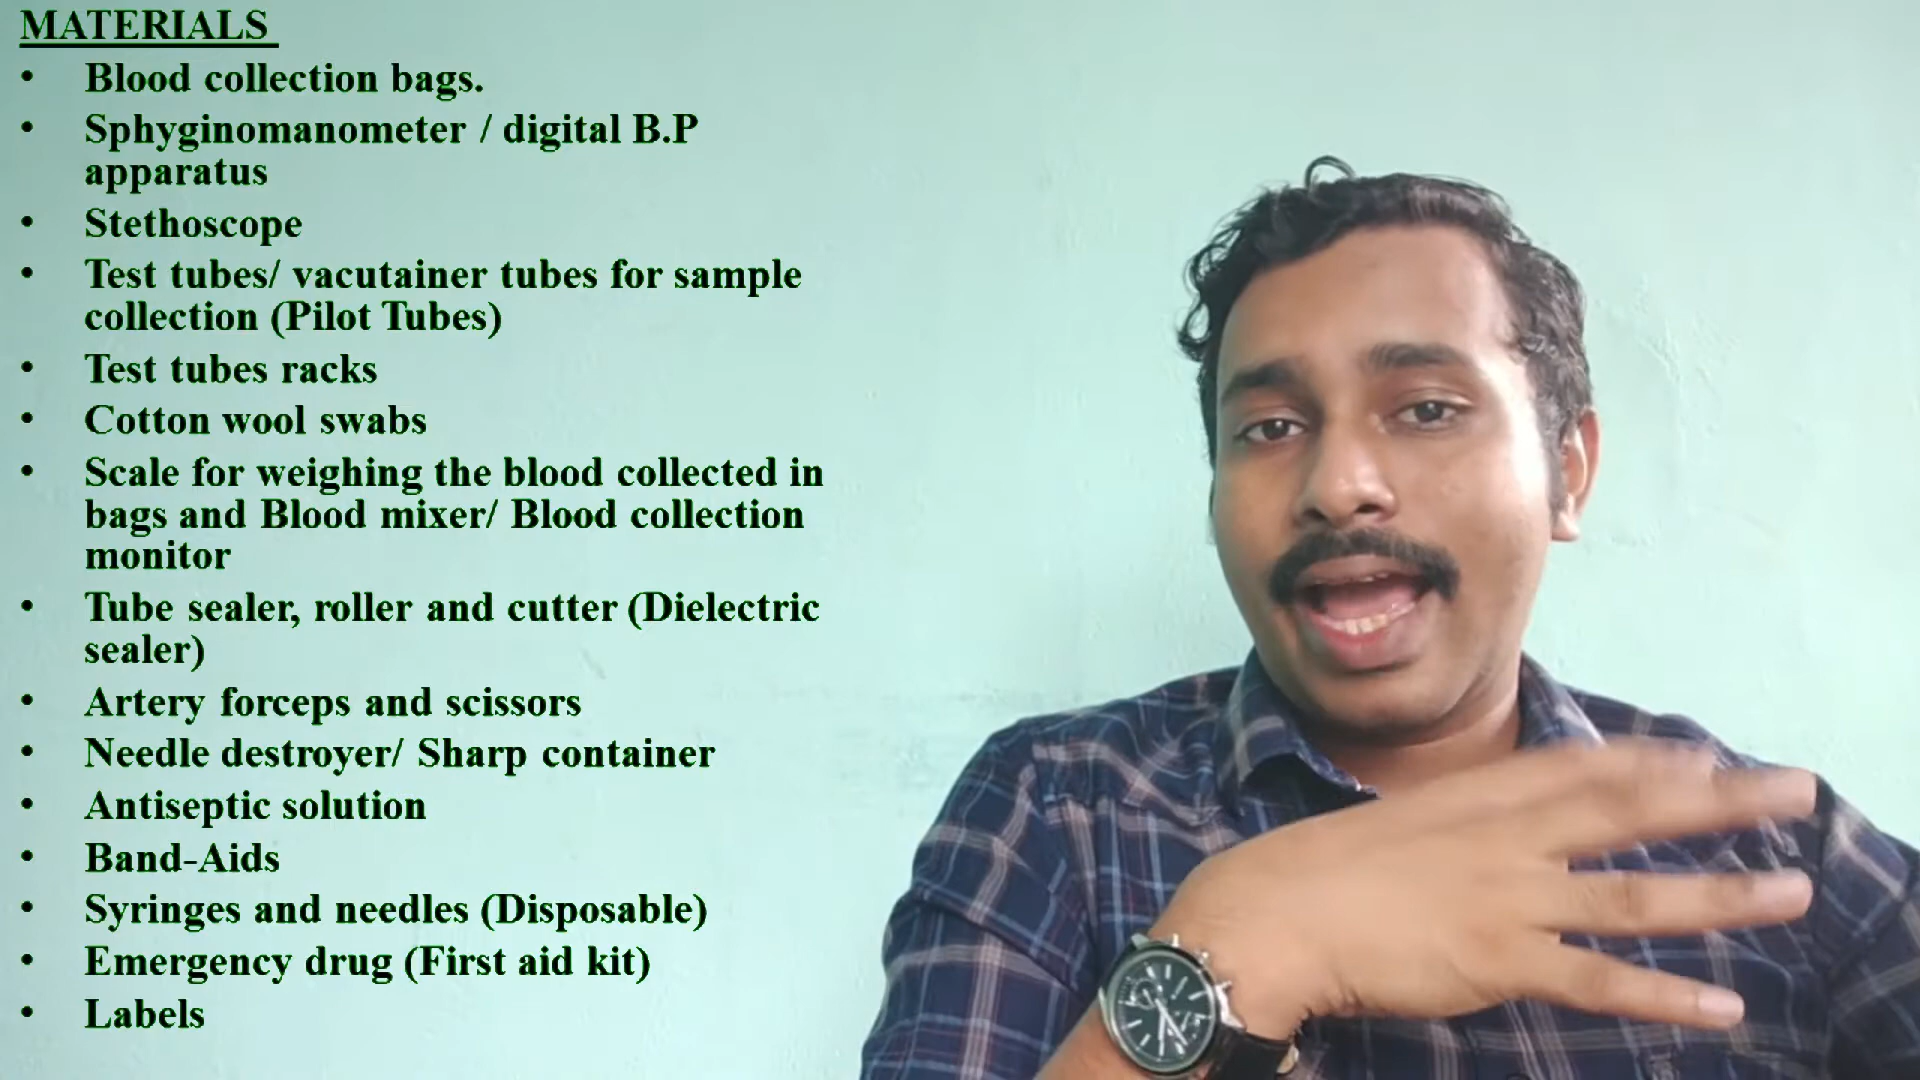 MATERIALS
• Blood collection bags.
• Sphyginomanometer / digital B.P
apparatus
• Stethoscope
• Test tubes/ vacutainer tubes for sample
collection (Pilot Tubes)
• Test tubes racks
• Cotton wool swabs
• Scale for weighing the blood collected in
bags and Blood mixer/ Blood collection
monitor
• Tube sealer, roller and cutter (Dielectric
sealer)
• Artery forceps and scissors
• Needle destroyer/ Sharp container
• Antiseptic solution
• Band-Aids
• Syringes and needles (Disposable)
• Emergency drug (First aid kit)
• Labels